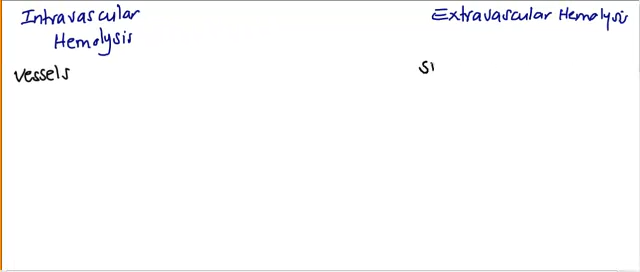 Intravascular
Hemolysis
Extravascular Hemolysis
vessels